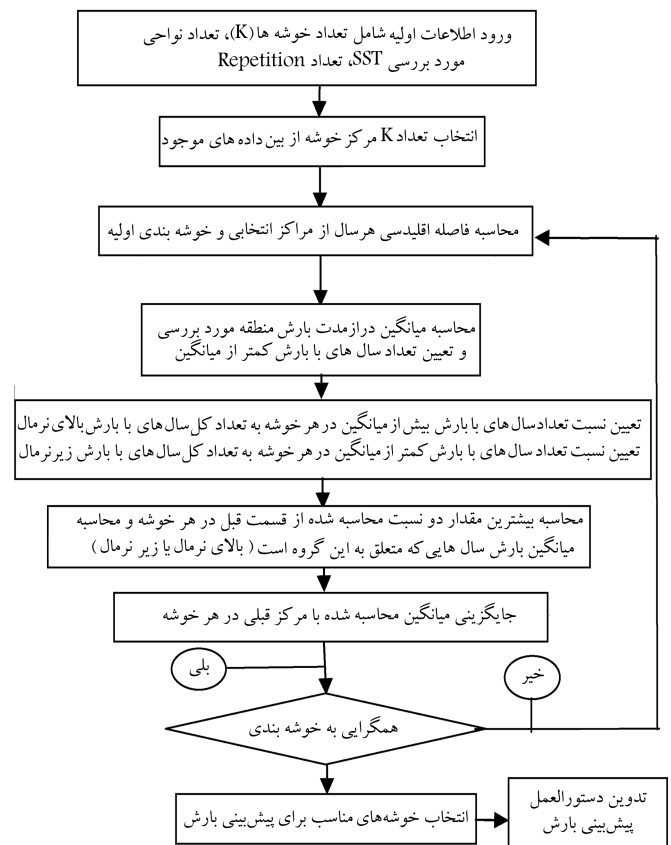 ورود اطلاعات اولیه شامل تعداد خوشه ها (K)، تعداد نواحی
مورد بررسی SST، تعداد Repetition
انتخاب تعداد K مرکز خوشه از بین داده های موجود
محاسبه فاصله اقلیدسی هرسال از مراکز انتخابی و خوشه بندی اولیه
محاسبه میانگین درازمدت بارش منطقه مورد بررسی
و تعیین تعداد سال های با بارش کمتر از میانگین
تعیین نسبت تعداد سال های با بارش بیش از میانگین در هر خوشه به تعداد کل سال های با بارش بالای نرمال
تعیین نسبت تعداد سال های با بارش کمتر از میانگین در هر خوشه به تعداد کل سال های با بارش زیر نرمال
محاسبه بیشترین مقدار دو نسبت محاسبه شده از قسمت قبل در هر خوشه و محاسبه
میانگین بارش سال هایی که متعلق به این گروه است (بالای نرمال یا زیر نرمال)
جایگزینی میانگین محاسبه شده با مرکز قبلی در هر خوشه
بلی
خیر
همگرایی به خوشه بندی
انتخاب خوشه‌های مناسب برای پیش‌بینی بارش
تدوین دستورالعمل
پیش‌بینی بارش